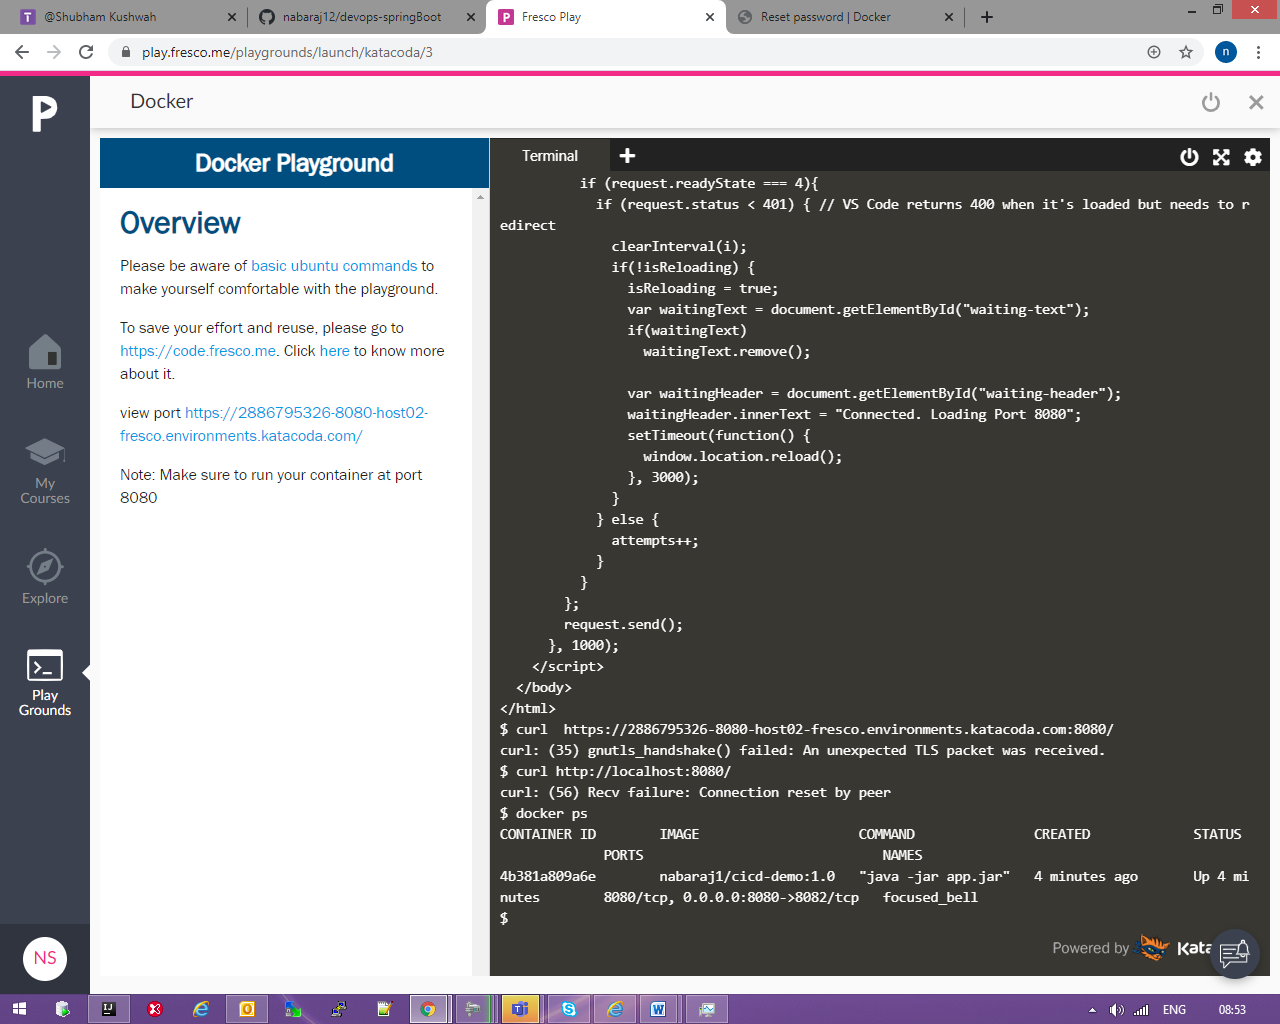 @Shubham Kushwah
nabaraj12/devops-springBoot
Fresco Play
Reset password | Docker
play.fresco.me/playgrounds/launch/katacoda/3
n
P
Docker
Docker Playground
Overview
Please be aware of basic ubuntu commands to
make yourself comfortable with the playground.
To save your effort and reuse, please go to
https://code.fresco.me. Click here to know more
about it.
view port https://2886795326-8080-host02-
fresco.environments.katacoda.com/
Note: Make sure to run your container at port
8080
Home
My
Courses
Explore
Play
Grounds
NS
Terminal
if (request.readyState === 4){
if (request.status < 401) { // VS Code returns 400 when it's loaded but needs to r
edirect
clearInterval(i);
if(!isReloading) {
isReloading = true;
var waitingText = document.getElementById("waiting-text");
if(waitingText)
waitingText.remove();
var waitingHeader = document.getElementById("waiting-header");
waitingHeader.innerText = "Connected. Loading Port 8080";
setTimeout(function() {
window.location.reload();
}, 3000);
}
} else {
attempts++;
}
}
};
request.send();
}, 1000);
</script>
</body>
</html>
$ curl  https://2886795326-8080-host02-fresco.environments.katacoda.com:8080/
curl: (35) gnutls_handshake() failed: An unexpected TLS packet was received.
$ curl http://localhost:8080/
curl: (56) Recv failure: Connection reset by peer
$ docker ps
CONTAINER ID        IMAGE                    COMMAND               CREATED             STATUS
PORTS                              NAMES
4b381a809a6e        nabaraj1/cicd-demo:1.0   "java -jar app.jar"   4 minutes ago       Up 4 mi
nutes        8080/tcp, 0.0.0.0:8080->8082/tcp   focused_bell
$
Powered by Kata
ENG
08:53